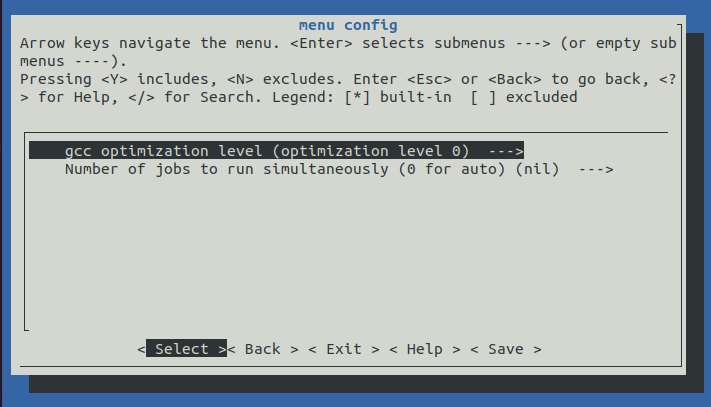 menu config
Arrow keys navigate the menu. <Enter> selects submenus ---> (or empty sub
menus ----).
Pressing <Y> includes, <N> excludes. Enter <Esc> or <Back> to go back, <?
> for Help, </> for Search. Legend: [*] built-in  [ ] excluded
gcc optimization level (optimization level 0)  --->
Number of jobs to run simultaneously (0 for auto) (nil)  --->
< Select >< Back > < Exit > < Help > < Save >